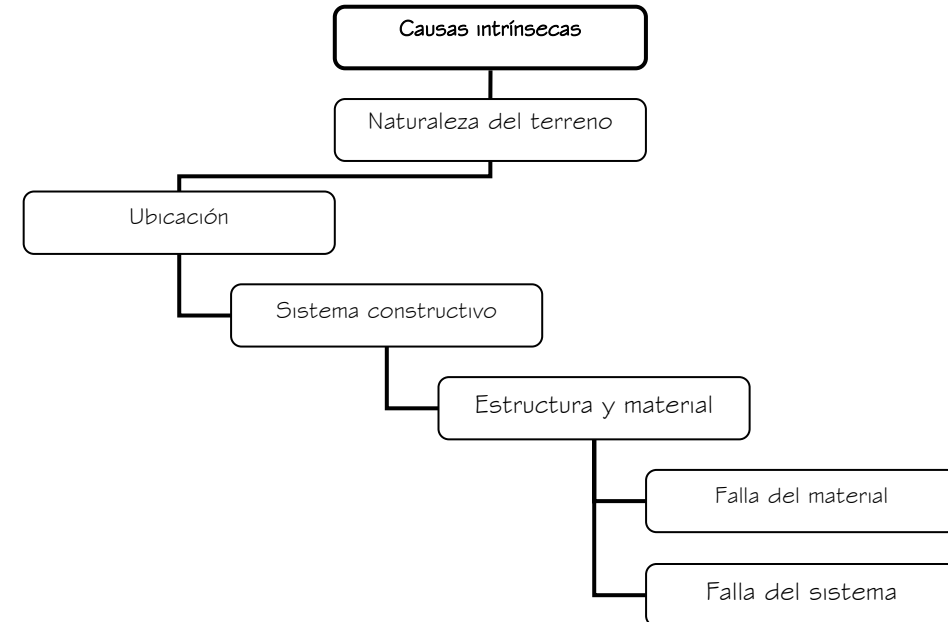 Causas intrínsecas
Naturaleza del terreno
Ubicación
Sistema constructivo
Estructura y material
Falla del material
Falla del sistema